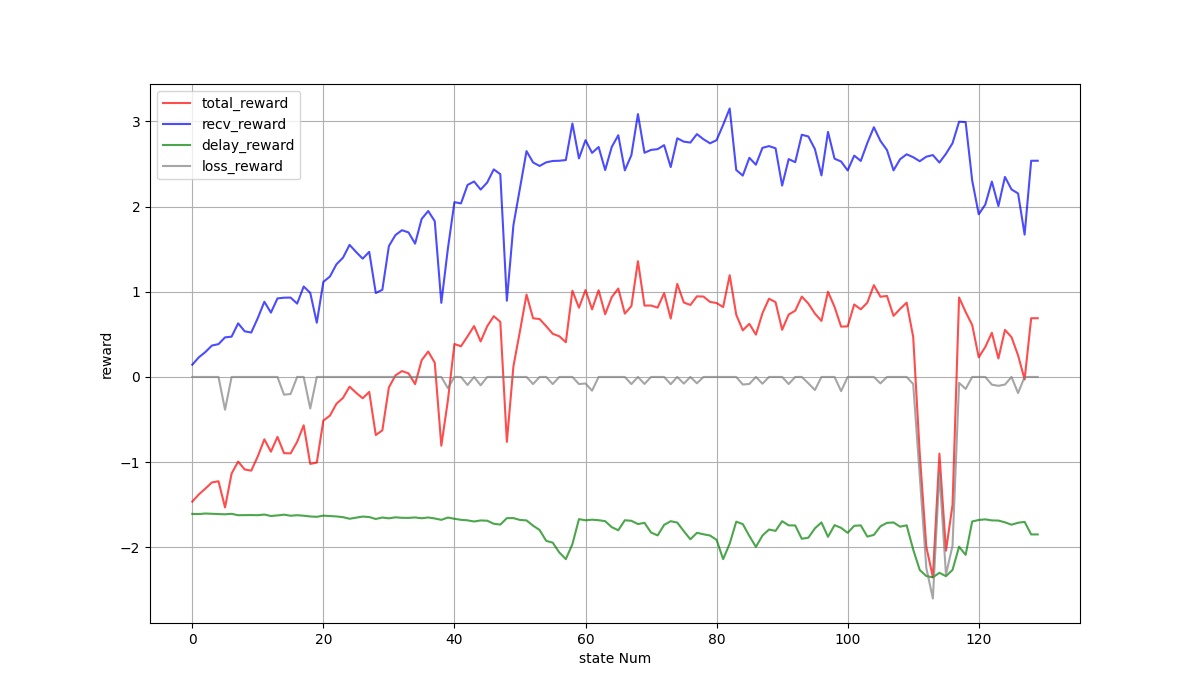 total_reward
recv_reward
delay_reward
loss_reward
3
2
1
0
−1
−2
reward
0 20 40 60 80 100 120
state Num